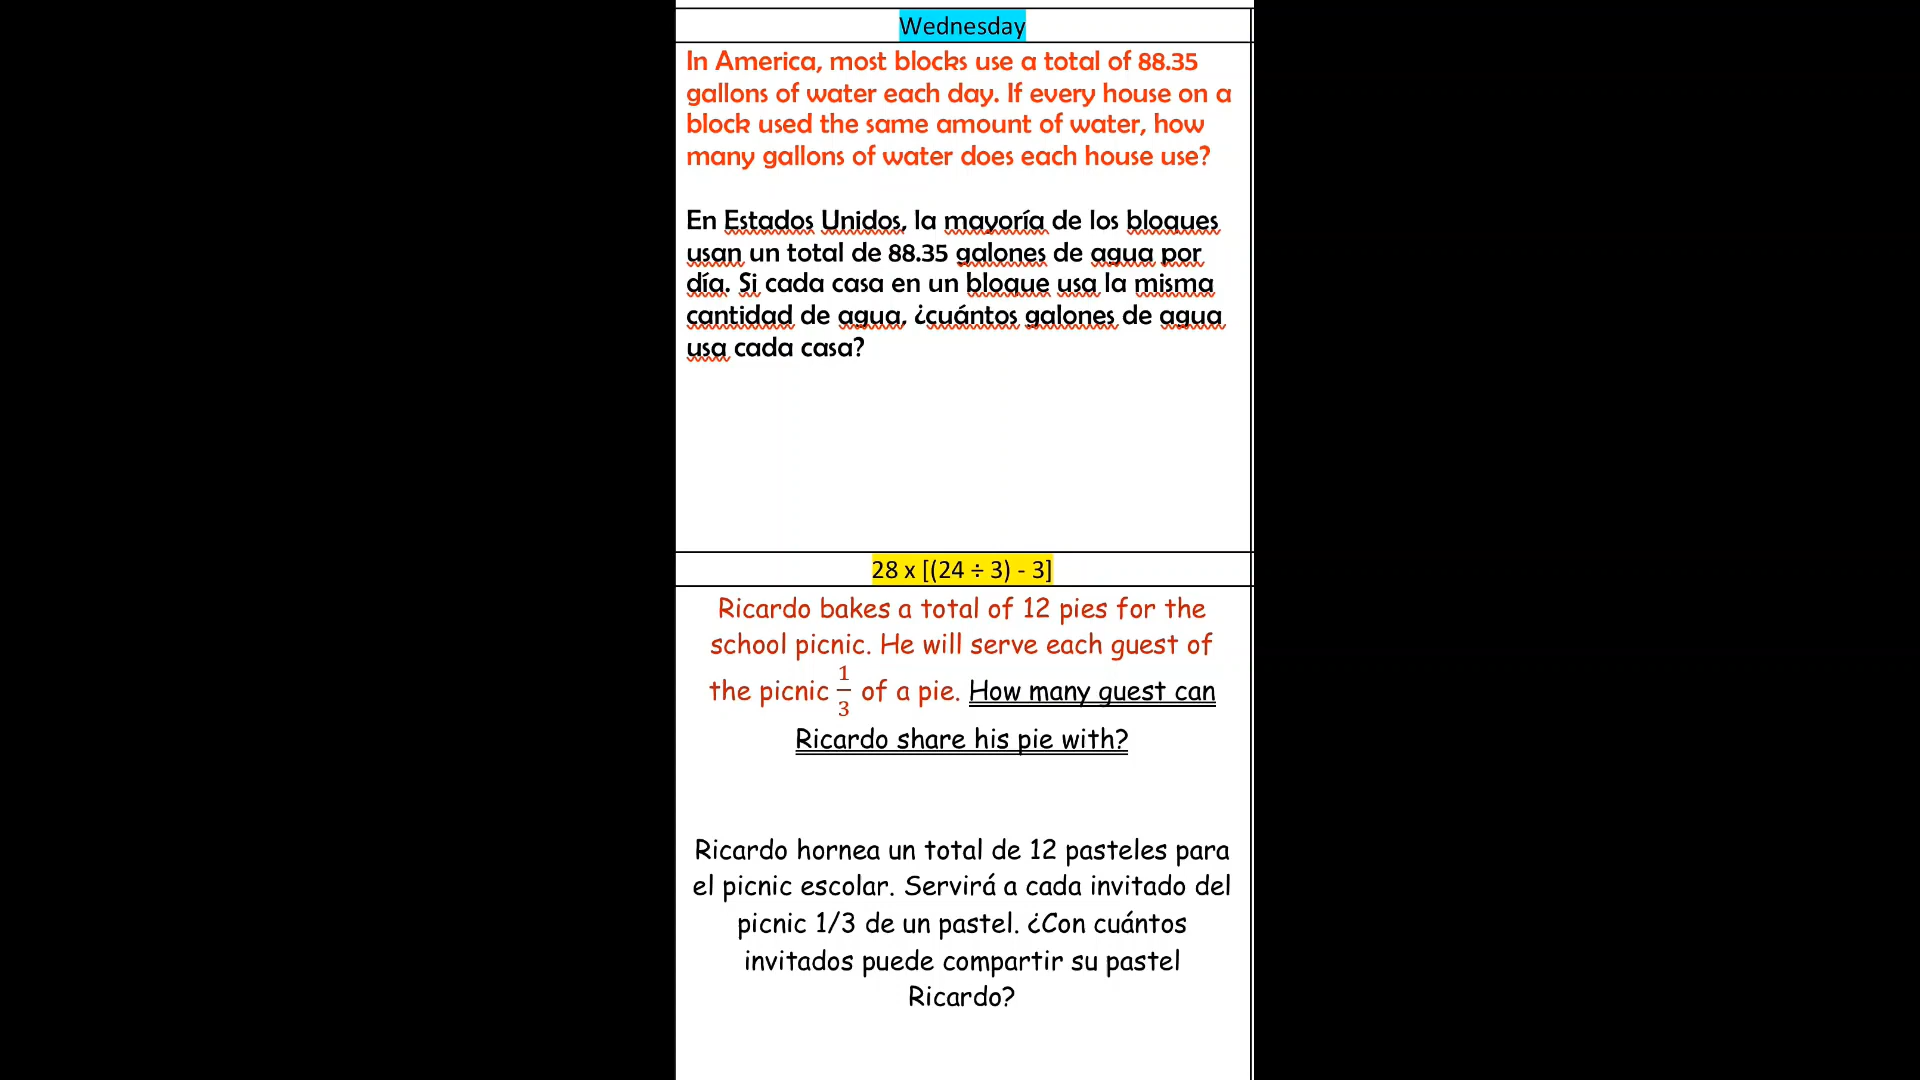 Wednesday
In America, most blocks use a total of 88.35
gallons of water each day. If every house on a
block used the same amount of water, how
many gallons of water does each house use?
En Estados Unidos, la mayoría de los bloques
usan un total de 88.35 galones de agua por
día. Si cada casa en un bloque usa la misma
cantidad de agua, ¿cuántos galones de agua
usa cada casa?
28 x [(24 ÷ 3) - 3]
Ricardo bakes a total of 12 pies for the
school picnic. He will serve each guest of
the picnic 1/3 of a pie. How many guest can
Ricardo share his pie with?
Ricardo hornea un total de 12 pasteles para
el picnic escolar. Servirá a cada invitado del
picnic 1/3 de un pastel. ¿Con cuántos
invitados puede compartir su pastel
Ricardo?